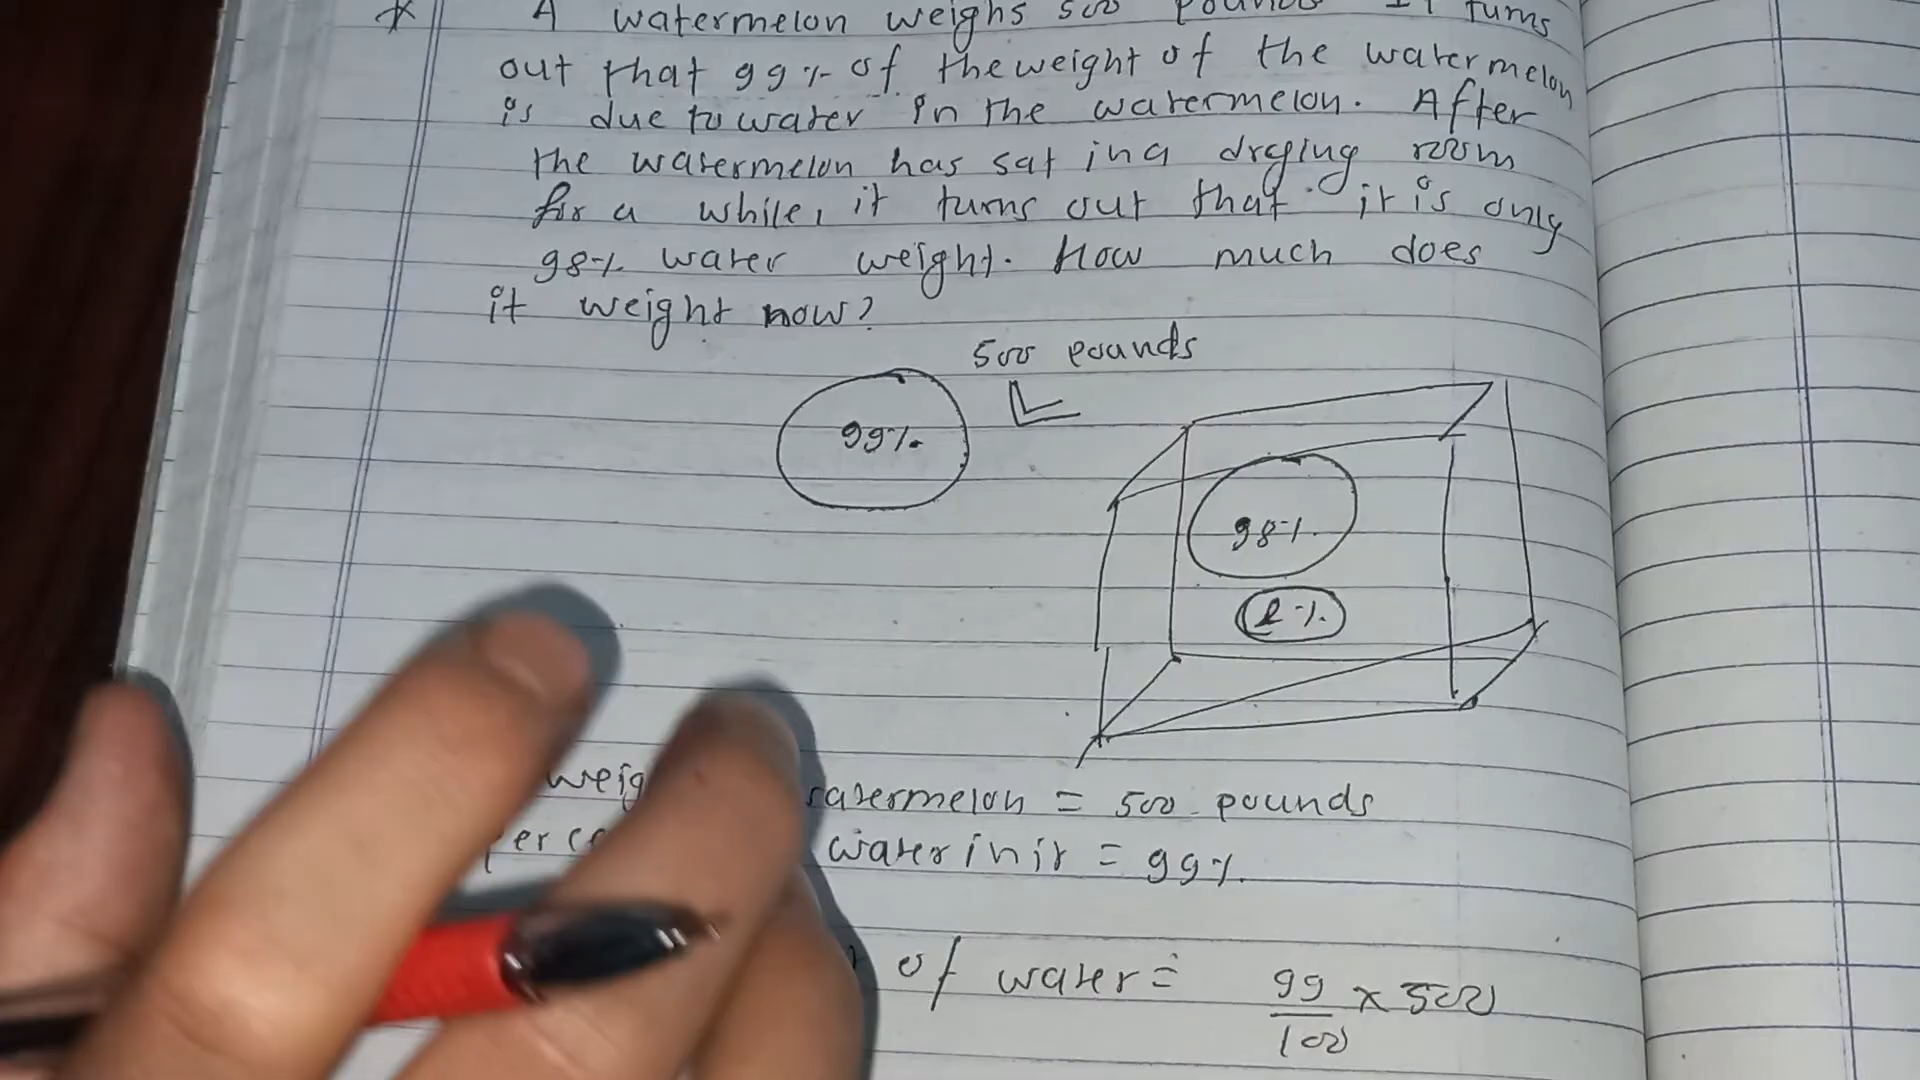 * A watermelon weighs 500 pounds It turns
out that 99% of the weight of the watermelon
is due to water in the watermelon. After
the watermelon has sat in a drying room
for a while, it turns out that it is only
98% water weight. How much does
it weight now?
500 pounds
99%
98%
2%
weig watermelon = 500 pounds
perce water in it = 99%.
of water = 99/100 x 500